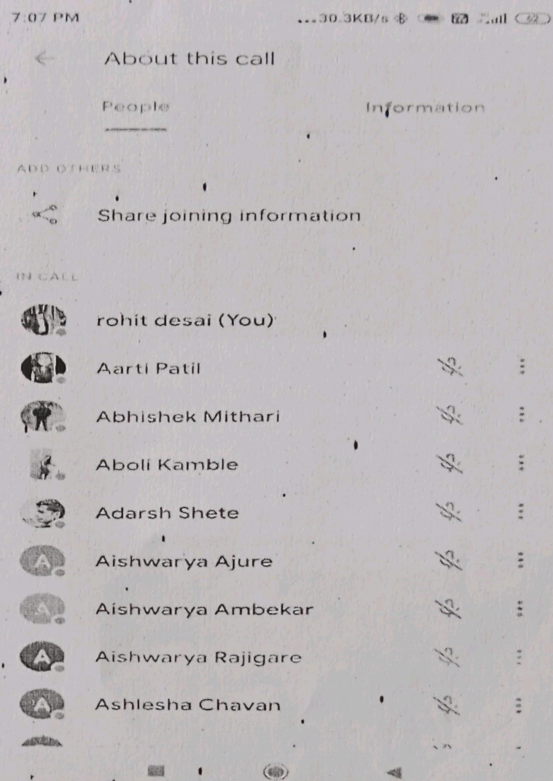 7:07 PM ...30.3KB/s 62
About this call
People Information
ADD OTHERS
Share joining information
IN CALL
rohit desai (You)
Aarti Patil
Abhishek Mithari
Aboli Kamble
Adarsh Shete
A Aishwarya Ajure
A Aishwarya Ambekar
A Aishwarya Rajigare
A Ashlesha Chavan